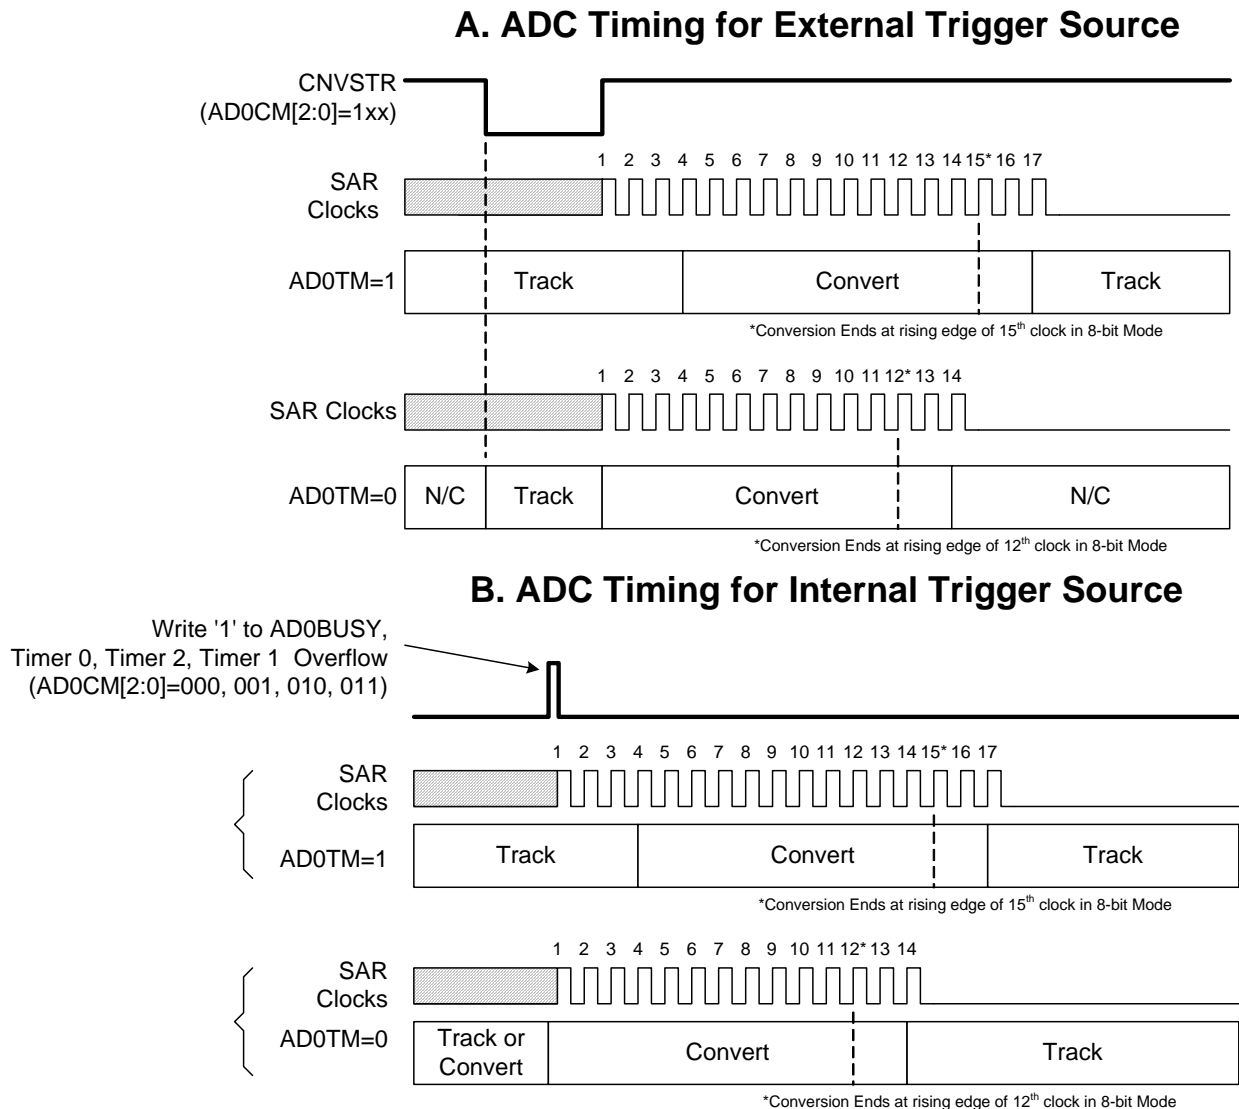 A. ADC Timing for External Trigger Source
CNVSTR
(AD0CM[2:0]=1xx)
1 2 3 4 5 6 7 8 9 10 11 12 13 14 15* 16 17
SAR
Clocks
AD0TM=1
Track
Convert
Track
*Conversion Ends at rising edge of 15th clock in 8-bit Mode
1 2 3 4 5 6 7 8 9 10 11 12* 13 14
SAR Clocks
AD0TM=0
N/C
Track
Convert
N/C
*Conversion Ends at rising edge of 12th clock in 8-bit Mode
B. ADC Timing for Internal Trigger Source
Write '1' to AD0BUSY,
Timer 0, Timer 2, Timer 1 Overflow
(AD0CM[2:0]=000, 001, 010, 011)
1 2 3 4 5 6 7 8 9 10 11 12 13 14 15* 16 17
SAR
Clocks
AD0TM=1
Track
Convert
Track
*Conversion Ends at rising edge of 15th clock in 8-bit Mode
1 2 3 4 5 6 7 8 9 10 11 12* 13 14
SAR
Clocks
AD0TM=0
Track or
Convert
Convert
Track
*Conversion Ends at rising edge of 12th clock in 8-bit Mode